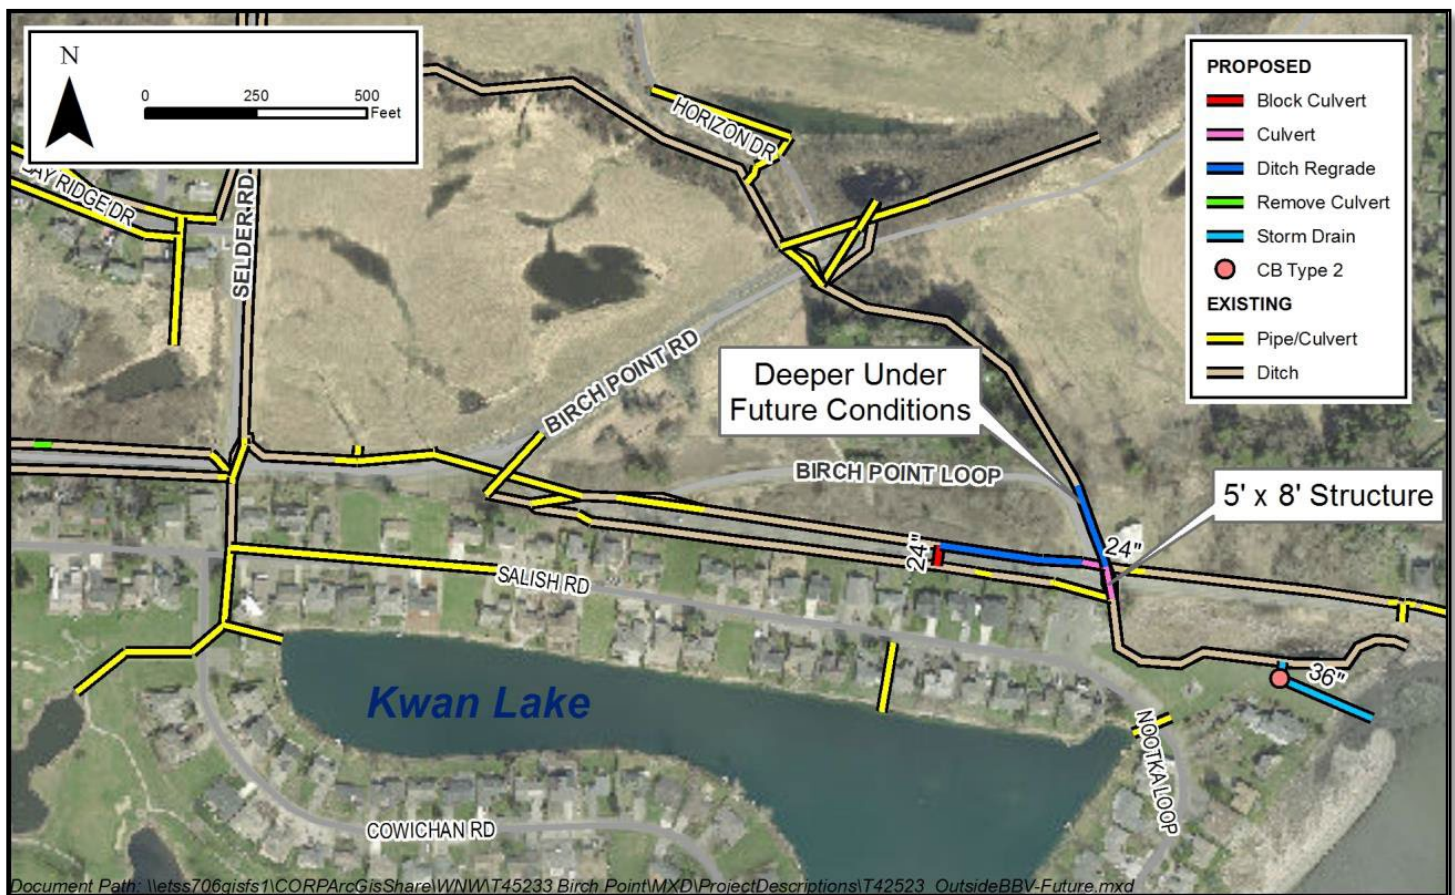 N
0 250 500
Feet
PROPOSED
Block Culvert
Culvert
Ditch Regrade
Remove Culvert
Storm Drain
CB Type 2
EXISTING
Pipe/Culvert
Ditch
HORIZON DR
BAY RIDGE DR
SELDER RD
BIRCH POINT RD
Deeper Under
Future Conditions
BIRCH POINT LOOP
5' x 8' Structure
24"
24"
SALISH RD
36"
Kwan Lake
NOOTKA LOOP
COWICHAN RD
Document Path: \\etss706gisfs1\CORPArcGisShare\WNW\T45233 Birch Point\MXD\ProjectDescriptions\T42523_OutsideBBV-Future.mxd